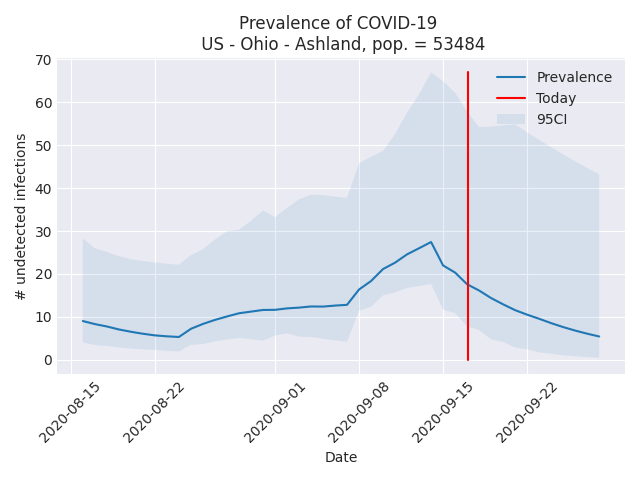 Prevalence of COVID-19
US - Ohio - Ashland, pop. = 53484
70
60
50
40
30
20
10
0
# undetected infections
Prevalence
Today
95CI
2020-08-15
2020-08-22
2020-09-01
2020-09-08
2020-09-15
2020-09-22
Date